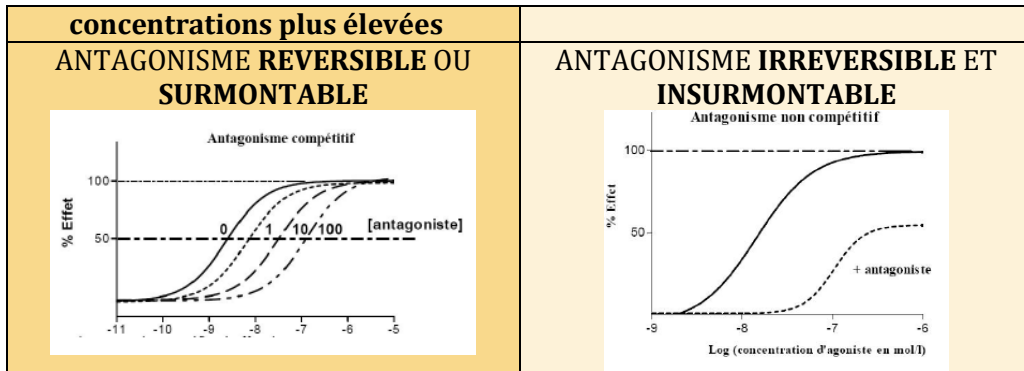 concentrations plus élevées
ANTAGONISME REVERSIBLE OU
SURMONTABLE
Antagonisme compétitif
% Effet
100
50
0 1 10 100 [antagoniste]
-11 -10 -9 -8 -7 -6 -5
ANTAGONISME IRREVERSIBLE ET
INSURMONTABLE
Antagonisme non compétitif
% Effet
100
50
+ antagoniste
-9 -8 -7 -6
Log (concentration d'agoniste en mol/l)